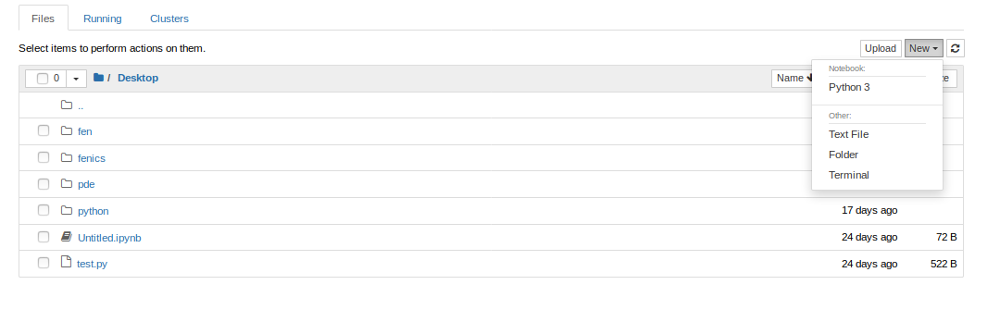 Files Running Clusters
Select items to perform actions on them.
Upload New
0 / Desktop Name
Notebook:
Python 3
..
Other:
fen
Text File
fenics
Folder
Terminal
pde
python 17 days ago
Untitled.ipynb 24 days ago 72 B
test.py 24 days ago 522 B